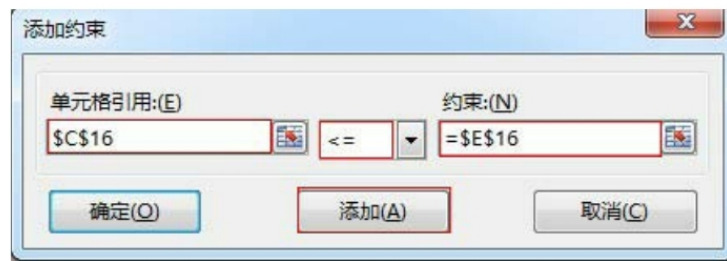 添加约束
单元格引用:(E) 约束:(N)
$C$16 <= =$E$16
确定(O) 添加(A) 取消(C)